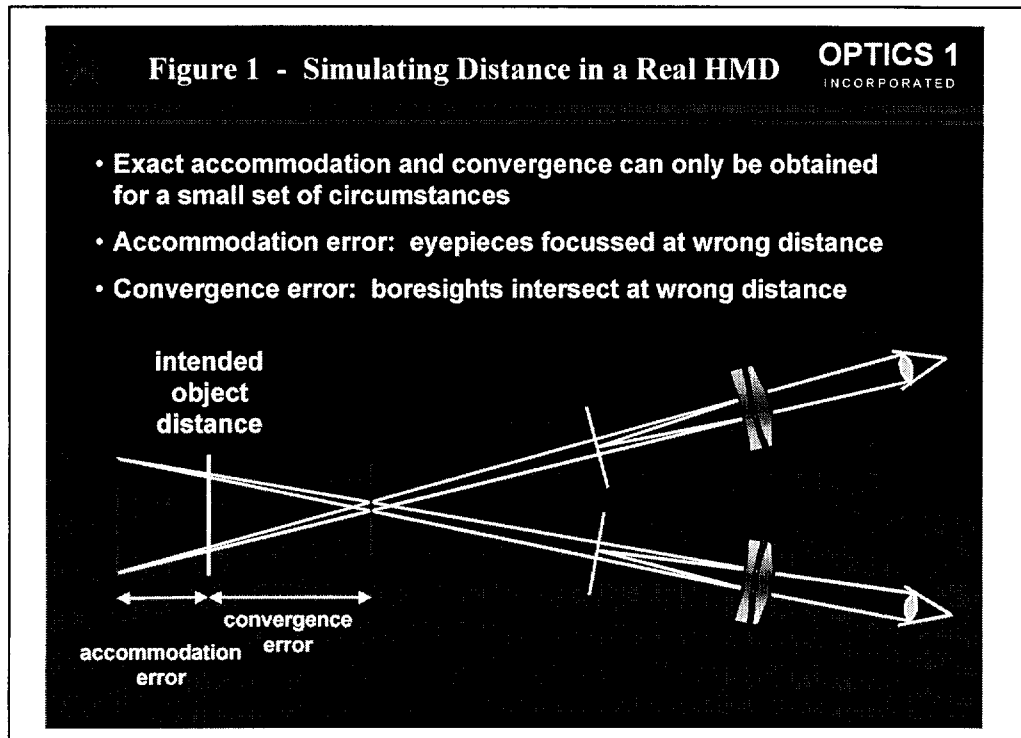 Figure 1 - Simulating Distance in a Real HMD
OPTICS 1
INCORPORATED
• Exact accommodation and convergence can only be obtained
for a small set of circumstances
• Accommodation error: eyepieces focussed at wrong distance
• Convergence error: boresights intersect at wrong distance
intended
object
distance
convergence
error
accommodation
error